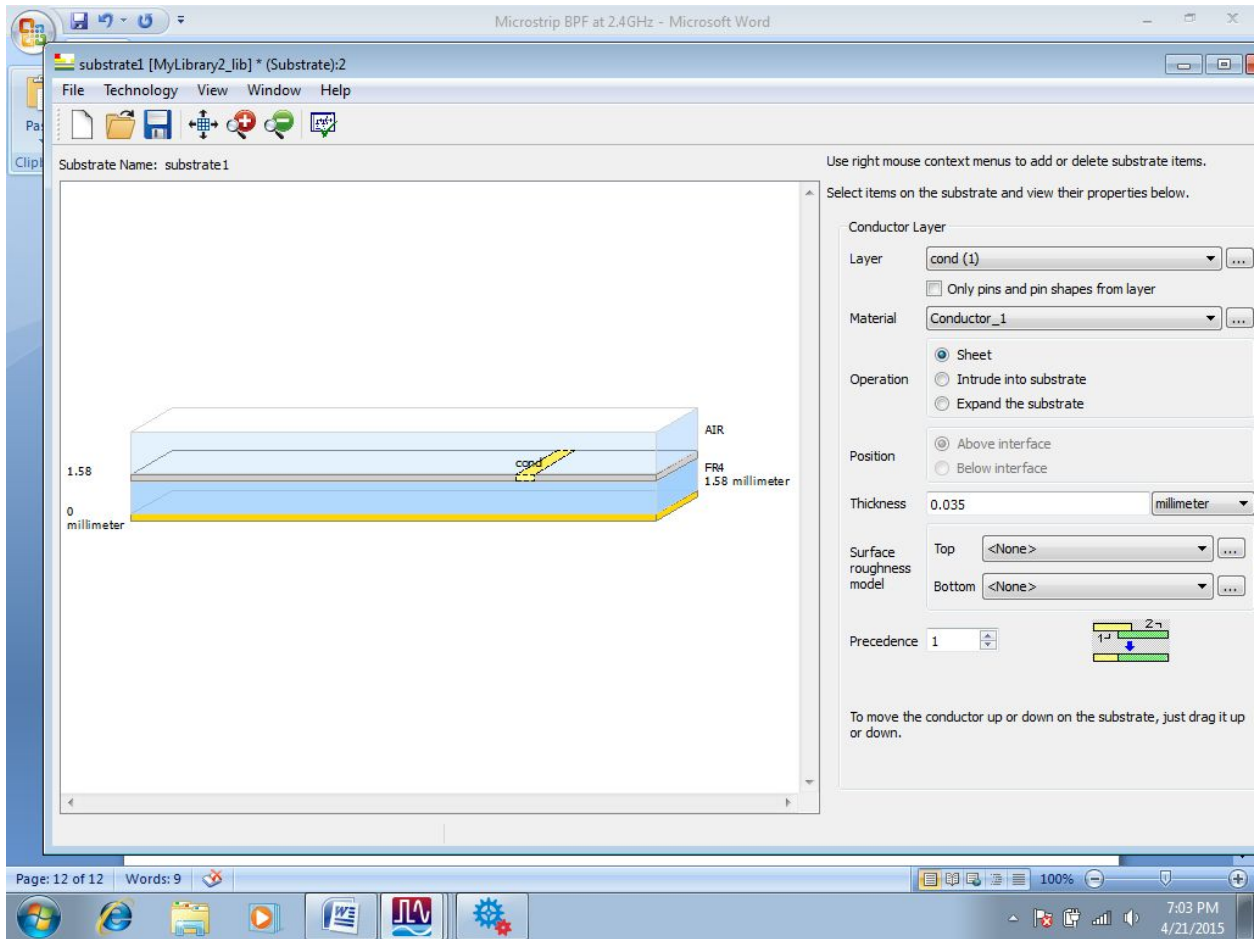 Microstrip BPF at 2.4GHz - Microsoft Word
substrate1 [MyLibrary2_lib] * (Substrate):2
File Technology View Window Help
Substrate Name: substrate1
Use right mouse context menus to add or delete substrate items.
Select items on the substrate and view their properties below.
Conductor Layer
Layer cond (1) ...
Only pins and pin shapes from layer
Material Conductor_1 ...
Operation
Sheet
Intrude into substrate
Expand the substrate
Position
Above interface
Below interface
Thickness 0.035 millimeter
Surface
roughness
model
Top <None> ...
Bottom <None> ...
Precedence 1
1 2
To move the conductor up or down on the substrate, just drag it up
or down.
AIR
cond
1.58
FR4
1.58 millimeter
0
millimeter
Page: 12 of 12 Words: 9 100%
7:03 PM
4/21/2015